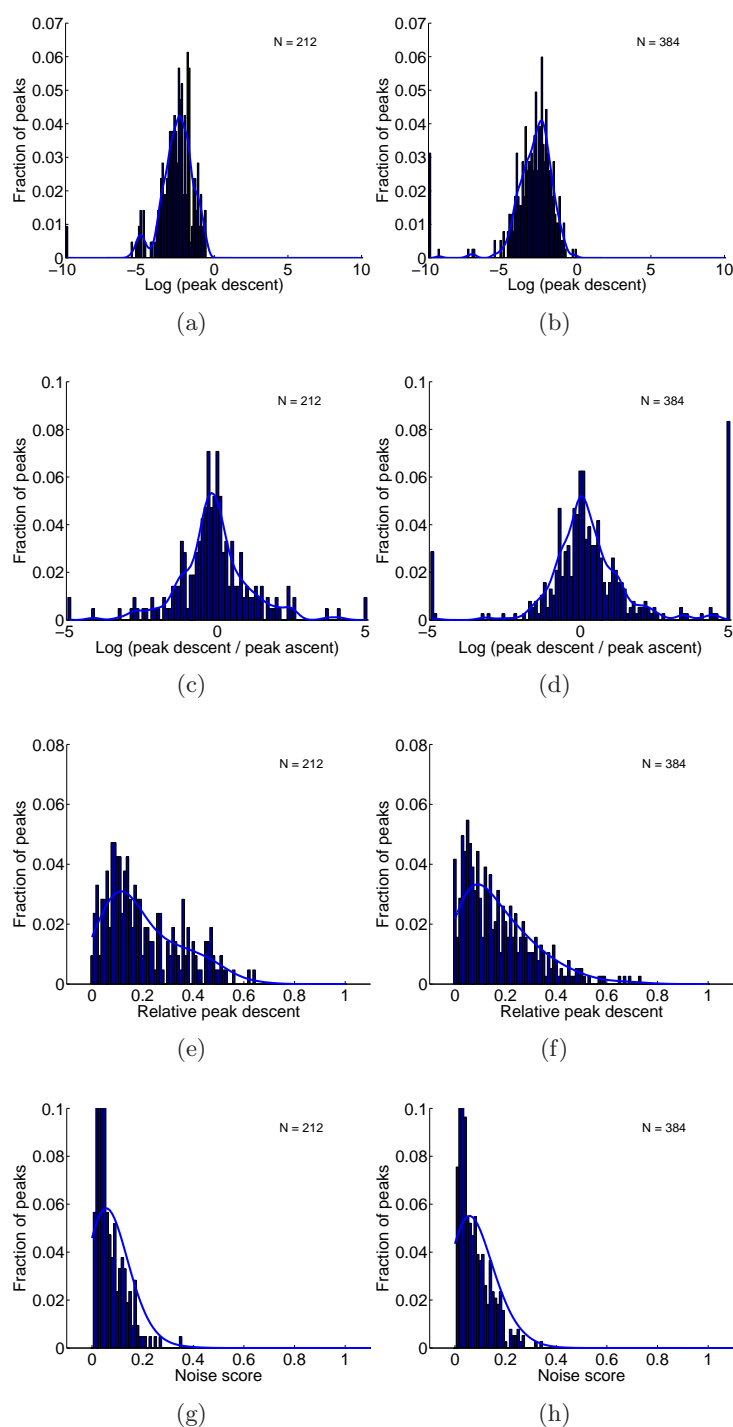 0.07
0.06
0.05
0.04
0.03
0.02
0.01
0
Fraction of peaks
N = 212
−10
−5
0
5
10
Log (peak descent)
(a)
0.07
0.06
0.05
0.04
0.03
0.02
0.01
0
Fraction of peaks
N = 384
−10
−5
0
5
10
Log (peak descent)
(b)
0.1
0.08
0.06
0.04
0.02
0
Fraction of peaks
N = 212
−5
0
5
Log (peak descent / peak ascent)
(c)
0.1
0.08
0.06
0.04
0.02
0
Fraction of peaks
N = 384
−5
0
5
Log (peak descent / peak ascent)
(d)
0.08
0.06
0.04
0.02
0
Fraction of peaks
N = 212
0
0.2
0.4
0.6
0.8
1
Relative peak descent
(e)
0.08
0.06
0.04
0.02
0
Fraction of peaks
N = 384
0
0.2
0.4
0.6
0.8
1
Relative peak descent
(f)
0.1
0.08
0.06
0.04
0.02
0
Fraction of peaks
N = 212
0
0.2
0.4
0.6
0.8
1
Noise score
(g)
0.1
0.08
0.06
0.04
0.02
0
Fraction of peaks
N = 384
0
0.2
0.4
0.6
0.8
1
Noise score
(h)